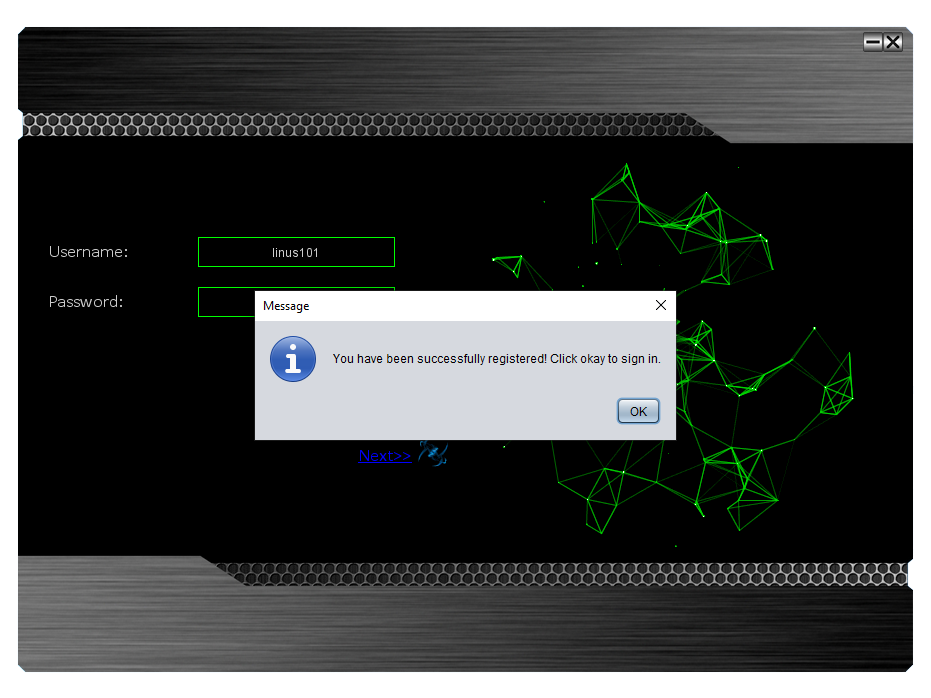 Username:
linus101
Password:
Message
You have been successfully registered! Click okay to sign in.
OK
Next>>